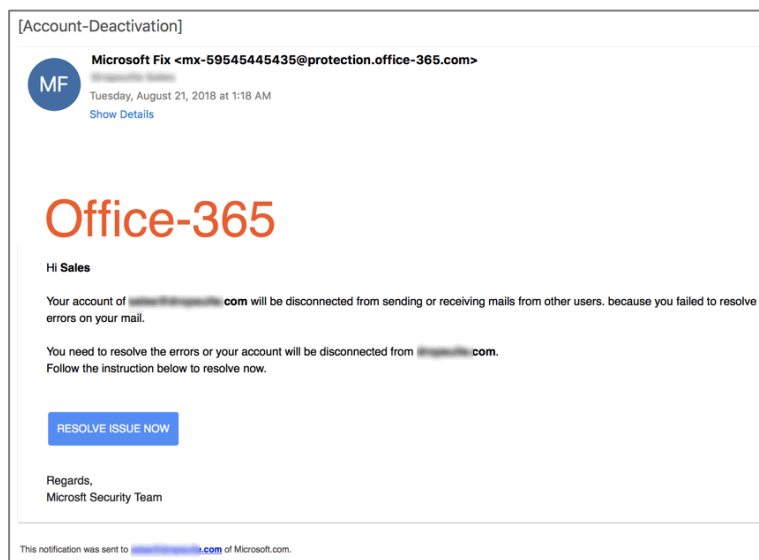 [Account-Deactivation]
MF
Microsoft Fix <mx-59545445435@protection.office-365.com>
Tuesday, August 21, 2018 at 1:18 AM
Show Details
Office-365
Hi Sales
Your account of .com will be disconnected from sending or receiving mails from other users. because you failed to resolve
errors on your mail.
You need to resolve the errors or your account will be disconnected from .com.
Follow the instruction below to resolve now.
RESOLVE ISSUE NOW
Regards,
Microsft Security Team
This notification was sent to .com of Microsoft.com.